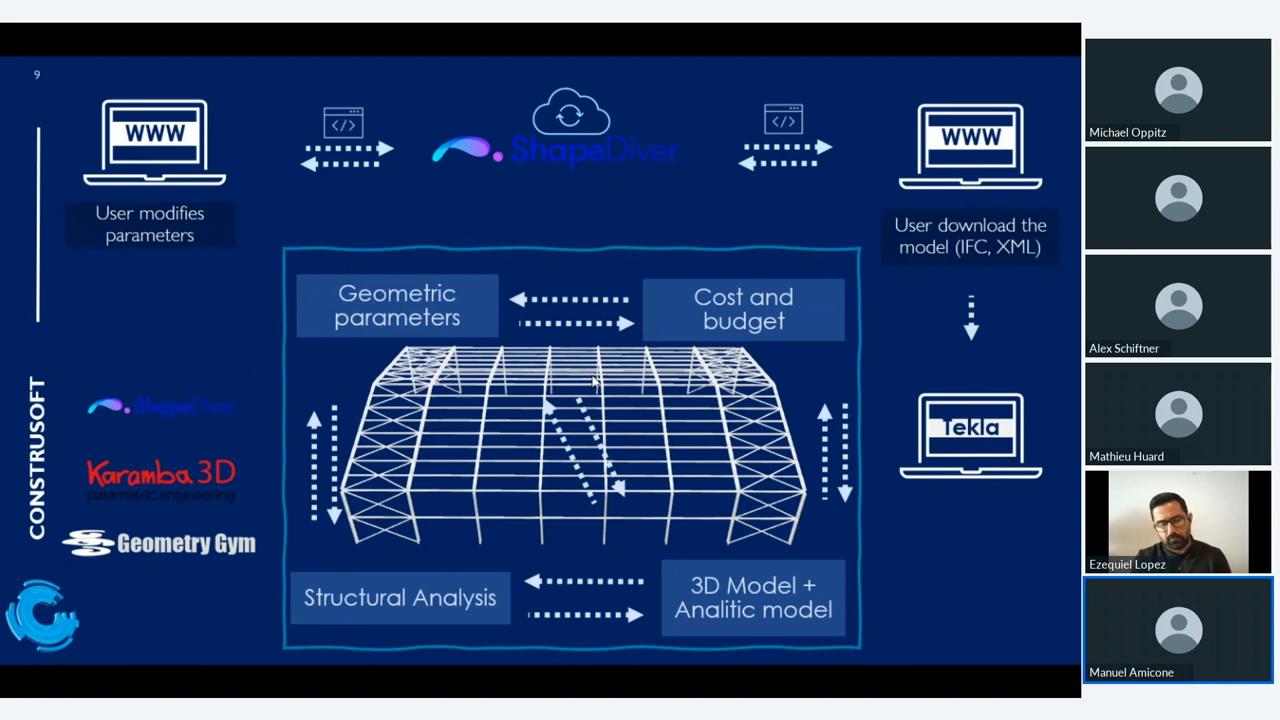 9
WWW
</>
ShapeDiver
</>
WWW
User modifies
parameters
User download the
model (IFC, XML)
Geometric
parameters
Cost and
budget
CONSTRUSOFT
ShapeDiver
Karamba 3D
parametric engineering
Geometry Gym
Tekla
Structural Analysis
3D Model +
Analitic model
Michael Oppitz
Alex Schiftner
Mathieu Huard
Ezequiel Lopez
Manuel Amicone